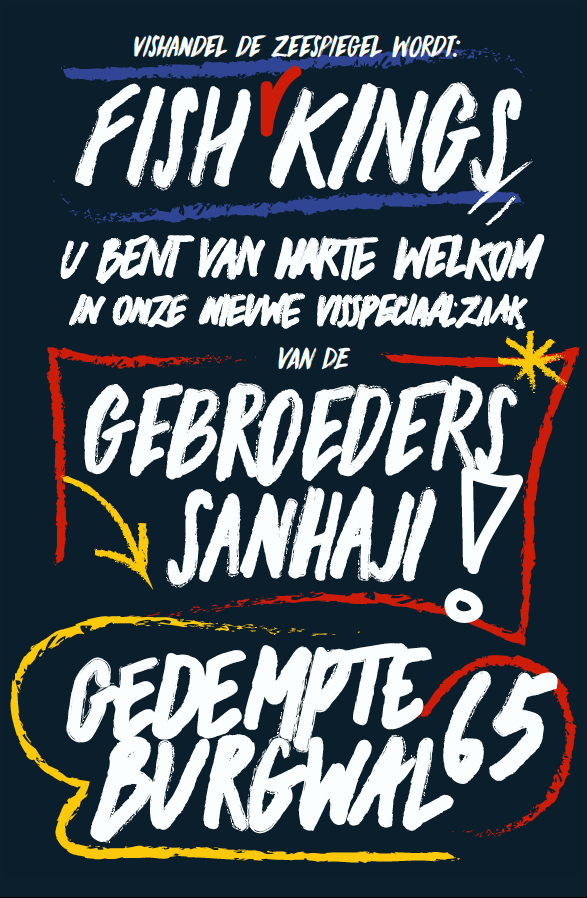 VISHANDEL DE ZEESPIEGEL WORDT:
FISH r KINGS
U BENT VAN HARTE WELKOM
IN ONZE NIEUWE VISSPECIAALZAAK
VAN DE
GEBROEDERS
SANHAJI!
GEDEMPTE
BURGWAL 65